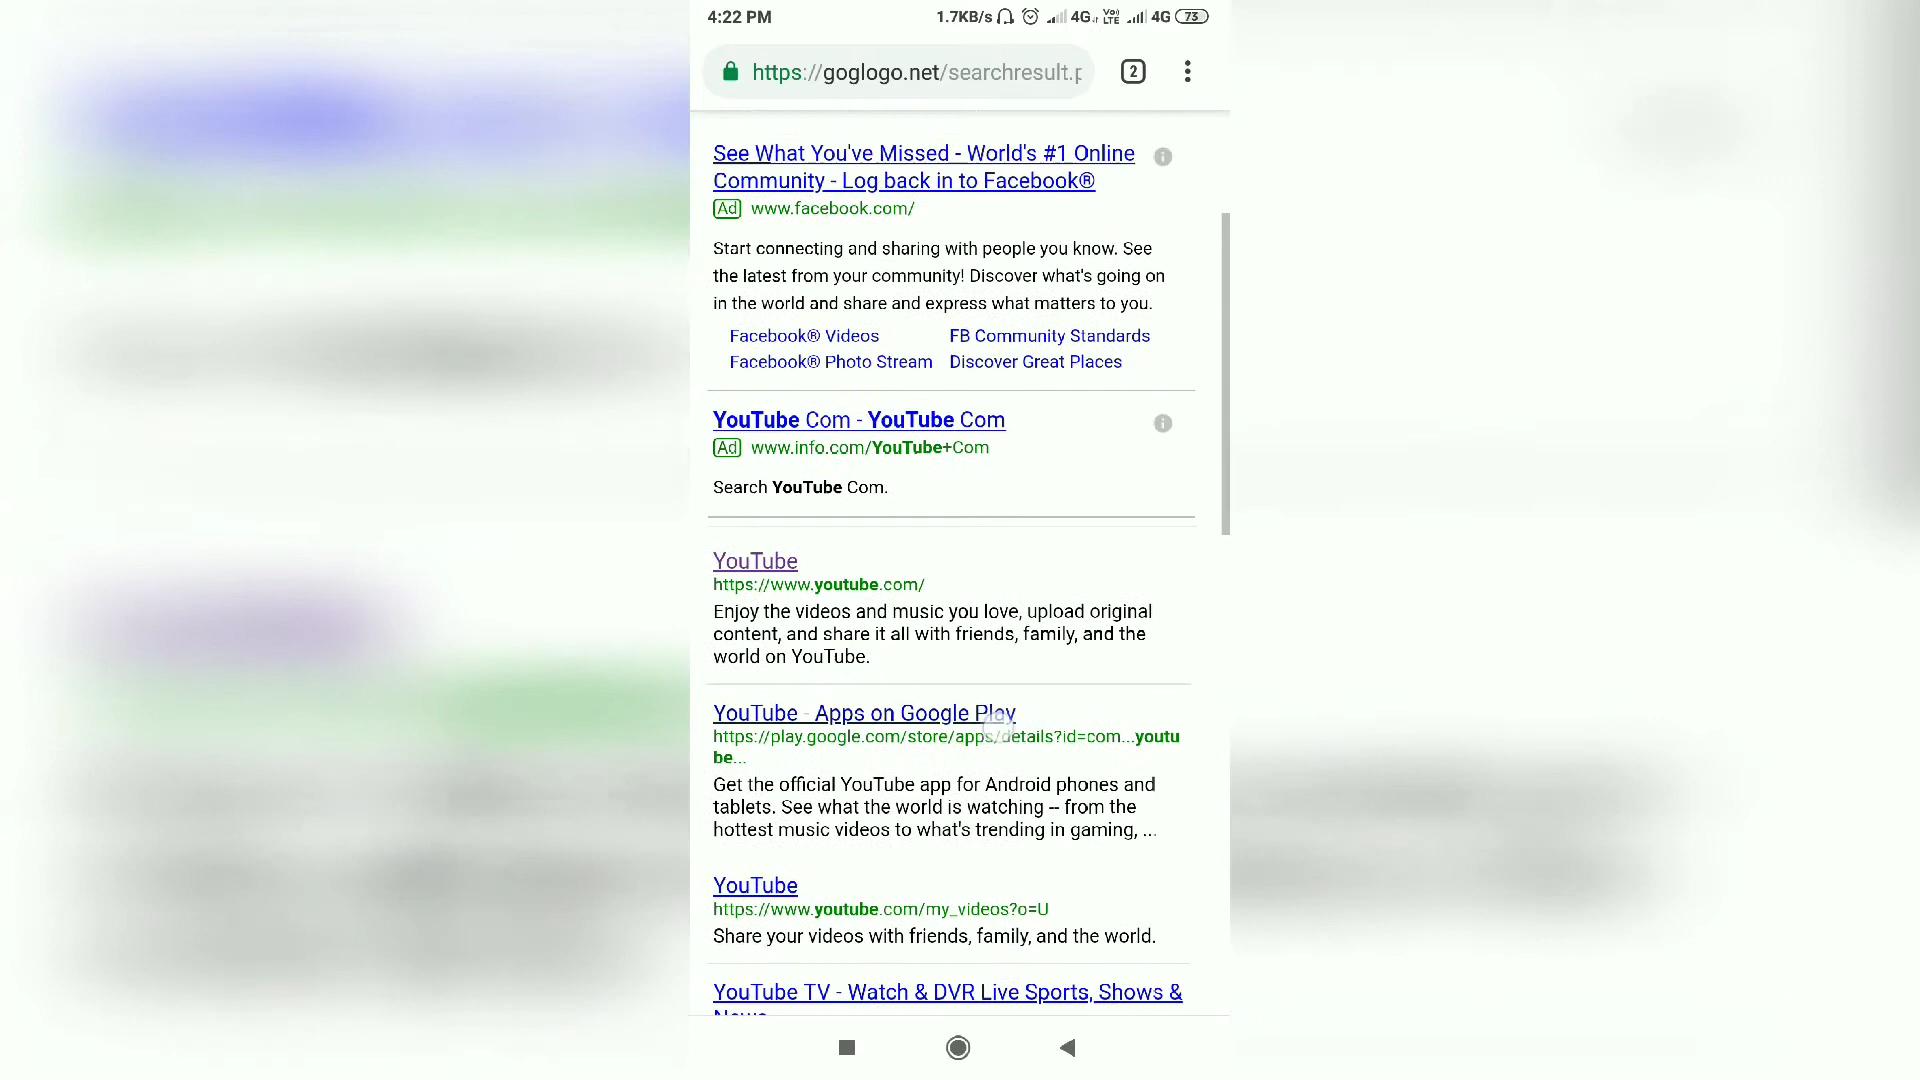 4:22 PM
1.7KB/s 4G VoLTE 4G 73
https://goglogo.net/searchresult.p
2
See What You've Missed - World's #1 Online
Community - Log back in to Facebook®
Ad www.facebook.com/
Start connecting and sharing with people you know. See
the latest from your community! Discover what's going on
in the world and share and express what matters to you.
Facebook® Videos FB Community Standards
Facebook® Photo Stream Discover Great Places
YouTube Com - YouTube Com
Ad www.info.com/YouTube+Com
Search YouTube Com.
YouTube
https://www.youtube.com/
Enjoy the videos and music you love, upload original
content, and share it all with friends, family, and the
world on YouTube.
YouTube - Apps on Google Play
https://play.google.com/store/apps/details?id=com...youtu
be...
Get the official YouTube app for Android phones and
tablets. See what the world is watching -- from the
hottest music videos to what's trending in gaming, ...
YouTube
https://www.youtube.com/my_videos?o=U
Share your videos with friends, family, and the world.
YouTube TV - Watch & DVR Live Sports, Shows &
News